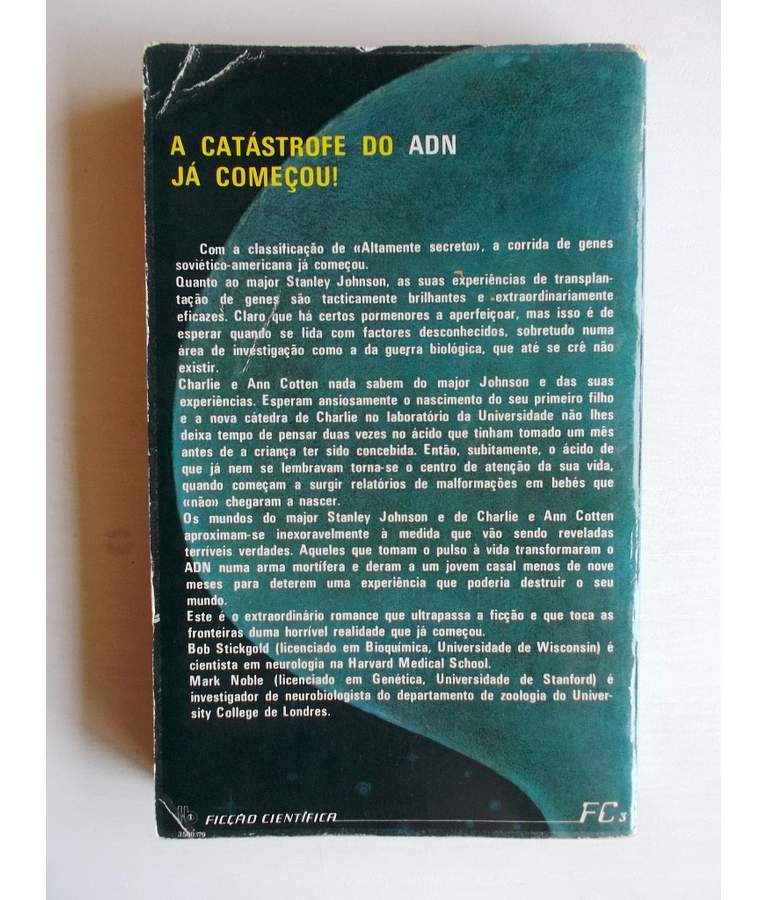 A CATÁSTROFE DO ADN
JÁ COMEÇOU!
Com a classificação de «Altamente secreto», a corrida de genes
soviético-americana já começou.
Quanto ao major Stanley Johnson, as suas experiências de transplan-
tação de genes são tacticamente brilhantes e extraordinariamente
eficazes. Claro que há certos pormenores a aperfeiçoar, mas isso é de
esperar quando se lida com factores desconhecidos, sobretudo numa
área de investigação como a da guerra biológica, que até se crê não
existir.
Charlie e Ann Cotten nada sabem do major Johnson e das suas
experiências. Esperam ansiosamente o nascimento do seu primeiro filho
e a nova cátedra de Charlie no laboratório da Universidade não lhes
deixa tempo de pensar duas vezes no ácido que tinham tomado um mês
antes de a criança ter sido concebida. Então, subitamente, o ácido de
que já nem se lembravam torna-se o centro de atenção da sua vida,
quando começam a surgir relatórios de malformações em bebés que
«não» chegaram a nascer.
Os mundos do major Stanley Johnson e de Charlie e Ann Cotten
aproximam-se inexoravelmente à medida que vão sendo reveladas
terríveis verdades. Aqueles que tomam o pulso à vida transformaram o
ADN numa arma mortífera e deram a um jovem casal menos de nove
meses para deterem uma experiência que poderia destruir o seu
mundo.
Este é o extraordinário romance que ultrapassa a ficção e que toca as
fronteiras duma horrível realidade que já começou.
Bob Stickgold (licenciado em Bioquímica, Universidade de Wisconsin) é
cientista em neurologia na Harvard Medical School.
Mark Noble (licenciado em Genética, Universidade de Stanford) é
investigador de neurobiologista do departamento de zoologia do Univer-
sity College de Londres.
FICÇÃO CIENTÍFICA
FC 3